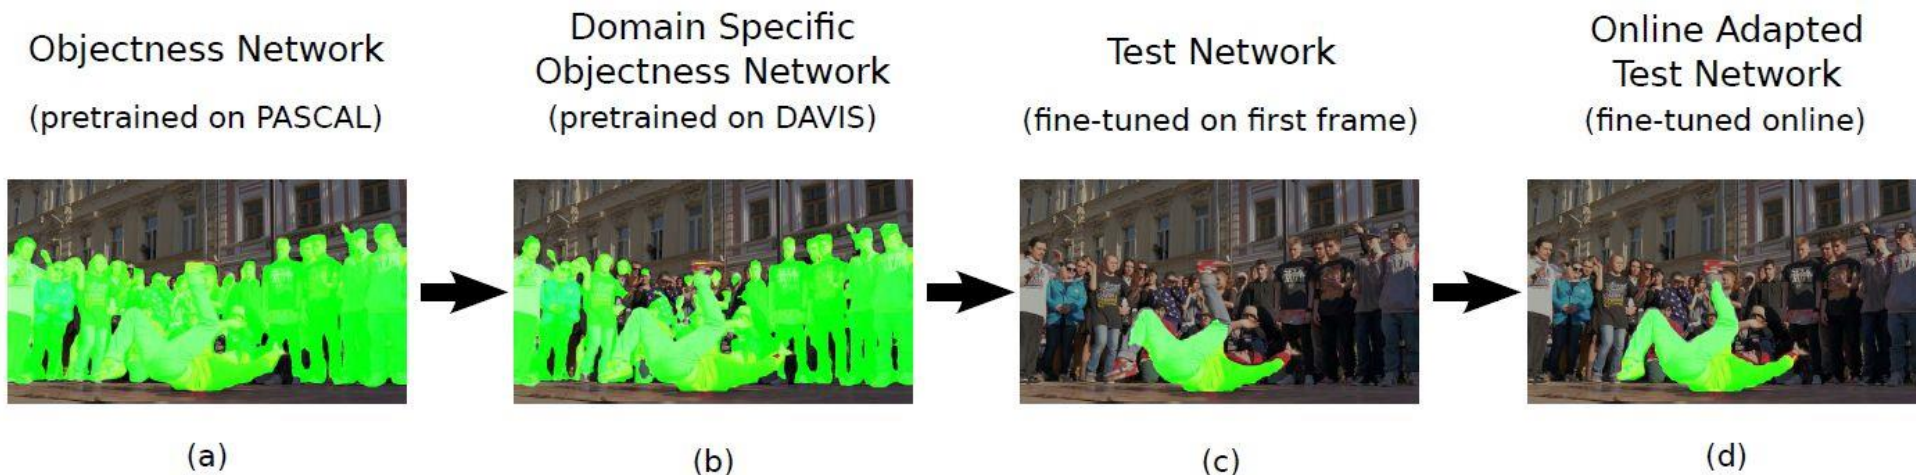 Objectness Network
(pretrained on PASCAL)
Domain Specific
Objectness Network
(pretrained on DAVIS)
Test Network
(fine-tuned on first frame)
Online Adapted
Test Network
(fine-tuned online)
(a)
(b)
(c)
(d)